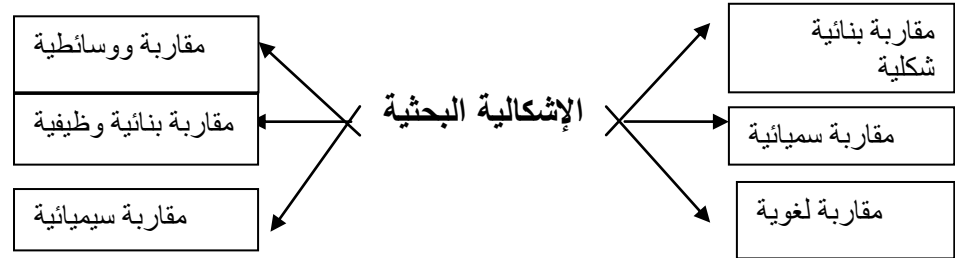 مقاربة بنائية
شكلية
مقاربة ووسائطية
الإشكالية البحثية
مقاربة سميائية
مقاربة بنائية وظيفية
مقاربة لغوية
مقاربة سيميائية